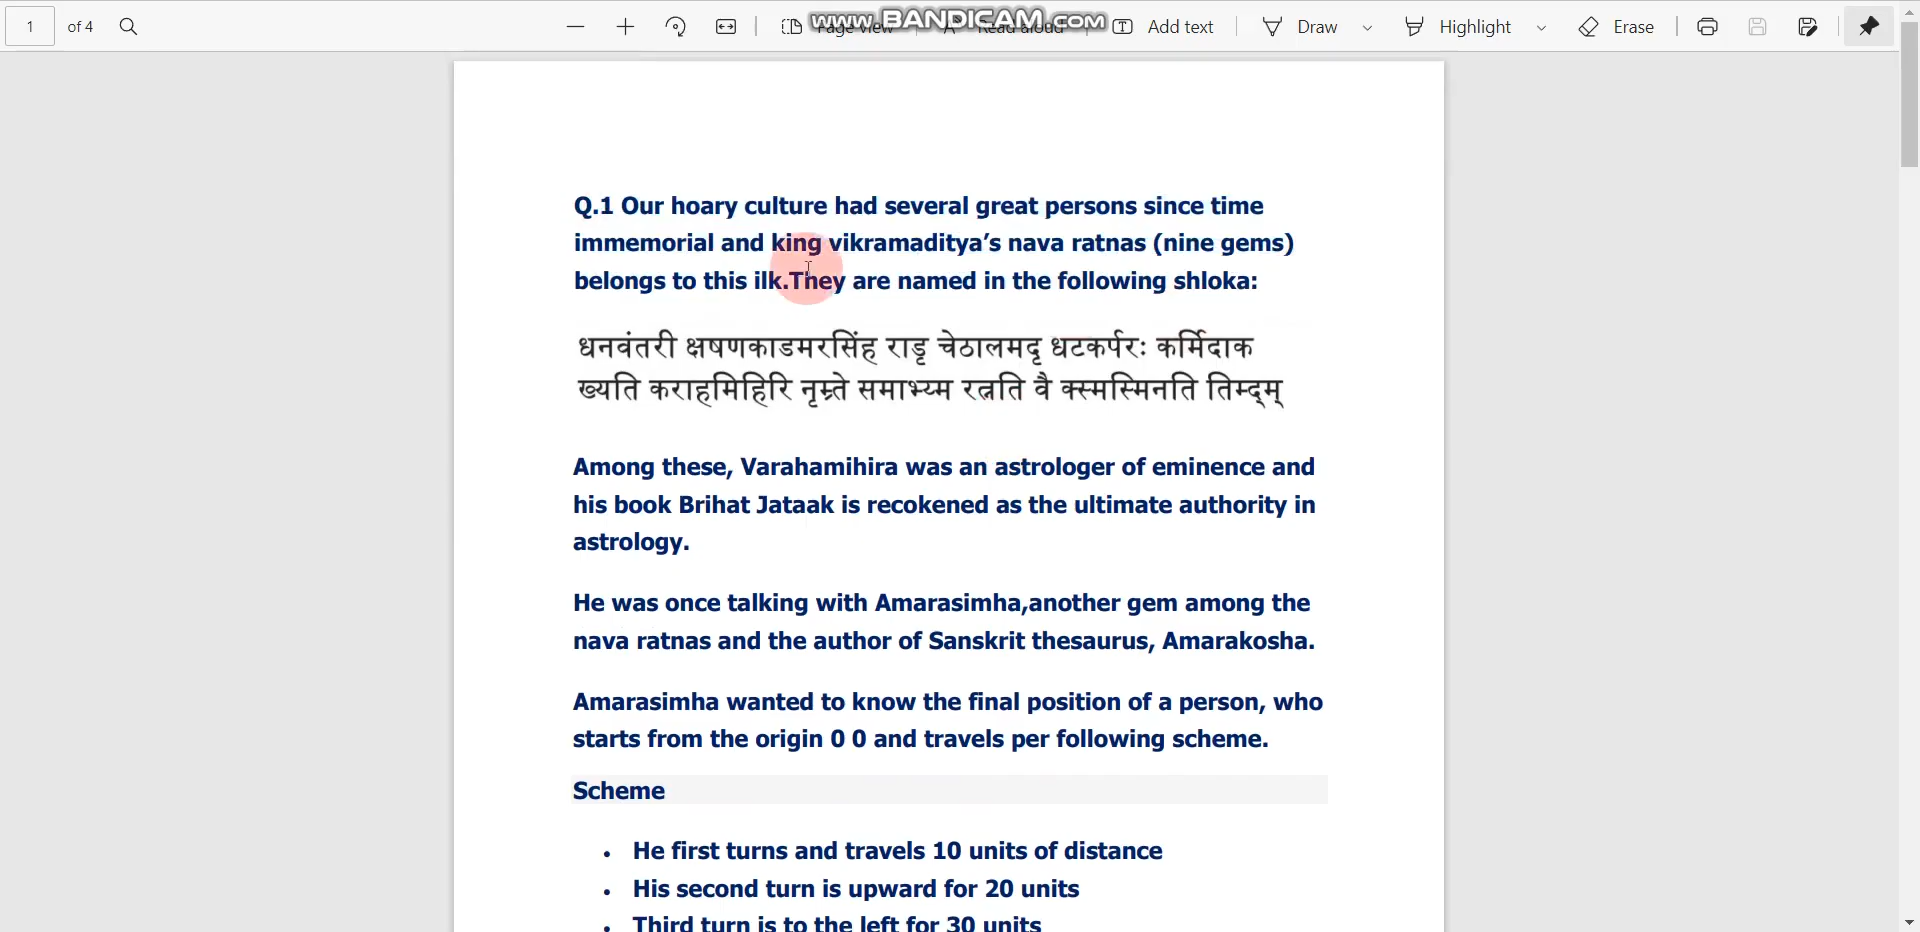 1 of 4 Page view Read aloud Add text Draw Highlight Erase
www.BANDICAM.COM
Q.1 Our hoary culture had several great persons since time
immemorial and king vikramaditya’s nava ratnas (nine gems)
belongs to this ilk.They are named in the following shloka:
धनवंतरी क्षषणकाडमरसिंह राडृ चेठालमदृ धटकर्परः कर्मिदाक
ख्यति कराहमिहिरि नृम्र्ते समाभ्य्म रत्नति वै क्स्मस्मिनति तिम्द्म्
Among these, Varahamihira was an astrologer of eminence and
his book Brihat Jataak is recokened as the ultimate authority in
astrology.
He was once talking with Amarasimha,another gem among the
nava ratnas and the author of Sanskrit thesaurus, Amarakosha.
Amarasimha wanted to know the final position of a person, who
starts from the origin 0 0 and travels per following scheme.
Scheme
• He first turns and travels 10 units of distance
• His second turn is upward for 20 units
• Third turn is to the left for 30 units